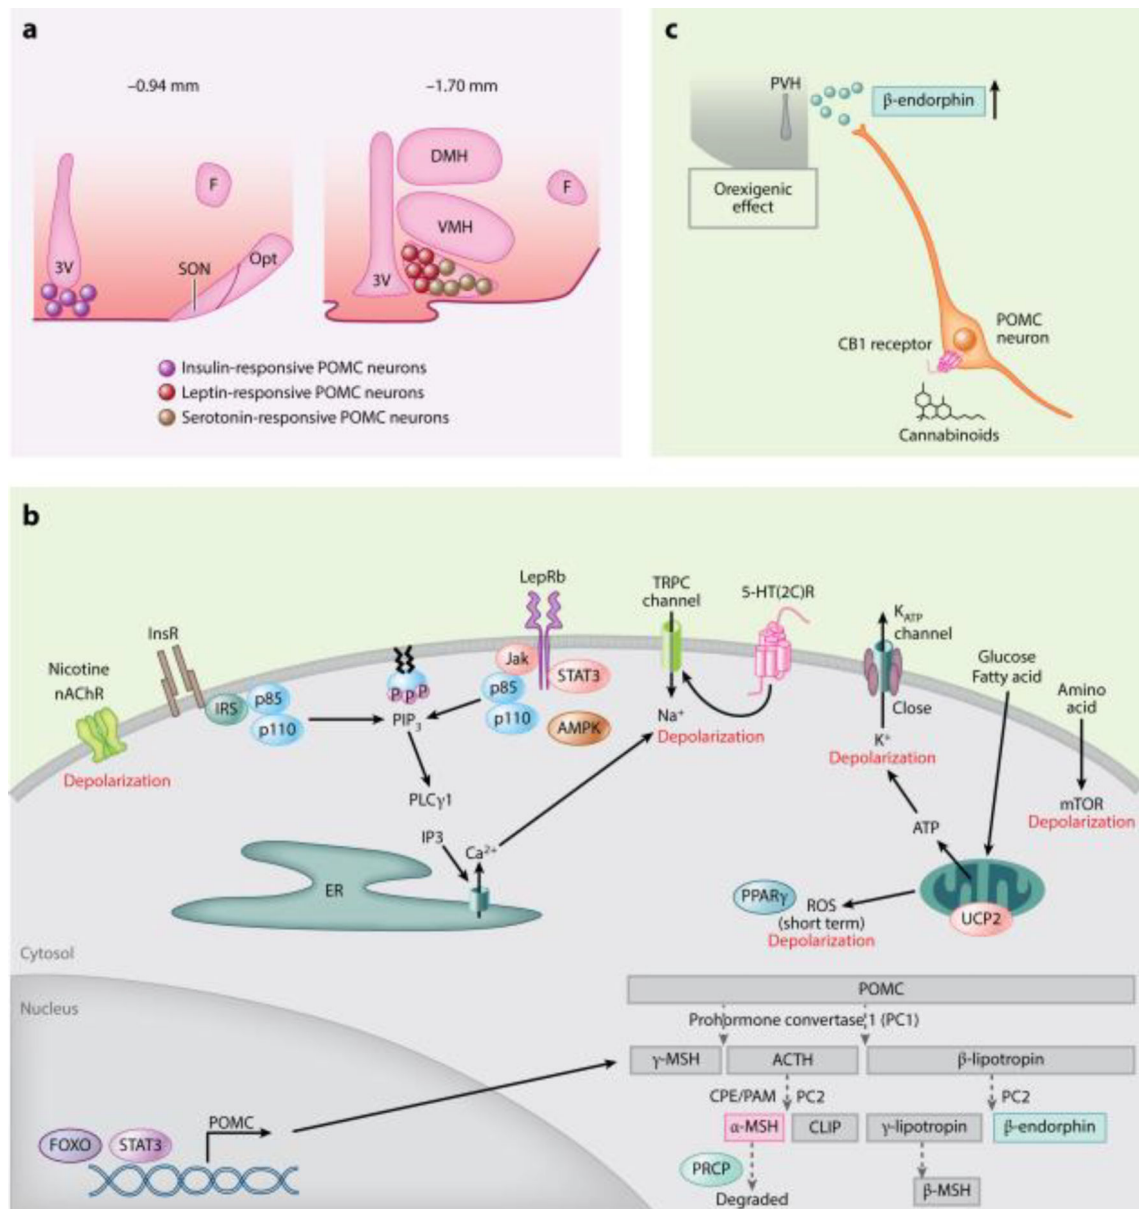 a
–0.94 mm
–1.70 mm
DMH
F
F
VMH
3V
SON
Opt
3V
Insulin-responsive POMC neurons
Leptin-responsive POMC neurons
Serotonin-responsive POMC neurons
c
PVH
β-endorphin
Orexigenic
effect
POMC
neuron
CB1 receptor
Cannabinoids
b
LepRb
TRPC
channel
5-HT(2C)R
KATP
channel
InsR
Nicotine
nAChR
Glucose
Fatty acid
Amino
acid
Jak
STAT3
IRS
p85
p110
P P P
PIP3
p85
p110
AMPK
Na+
Depolarization
Close
K+
Depolarization
Depolarization
PLCγ1
mTOR
Depolarization
IP3
Ca2+
ATP
ER
PPARγ
ROS
(short term)
Depolarization
UCP2
Cytosol
Nucleus
POMC
Prohormone convertase 1 (PC1)
γ-MSH
ACTH
β-lipotropin
CPE/PAM
PC2
PC2
α-MSH
CLIP
γ-lipotropin
β-endorphin
POMC
FOXO
STAT3
PRCP
Degraded
β-MSH